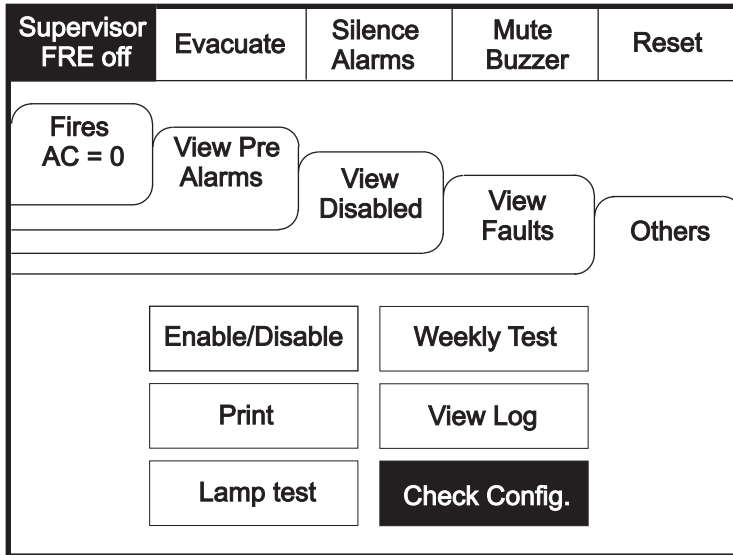 Supervisor
FRE off
Evacuate
Silence
Alarms
Mute
Buzzer
Reset
Fires
AC = 0
View Pre
Alarms
View
Disabled
View
Faults
Others
Enable/Disable
Weekly Test
Print
View Log
Lamp test
Check Config.